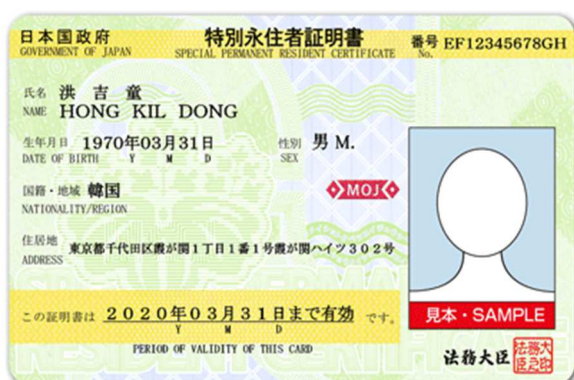 日本国政府 特別永住者証明書 番号 EF12345678GH
GOVERNMENT OF JAPAN SPECIAL PERMANENT RESIDENT CERTIFICATE No.
氏名 洪 吉 童
NAME HONG KIL DONG
生年月日 1970年03月31日 性別 男 M.
DATE OF BIRTH Y M D SEX
国籍・地域 韓国 MOJ
NATIONALITY/REGION
住居地 東京都千代田区霞が関1丁目1番1号霞が関ハイツ302号
ADDRESS
この証明書は 2020年03月31日まで有効 です。
Y M D
見本・SAMPLE
PERIOD OF VALIDITY OF THIS CARD
法務大臣